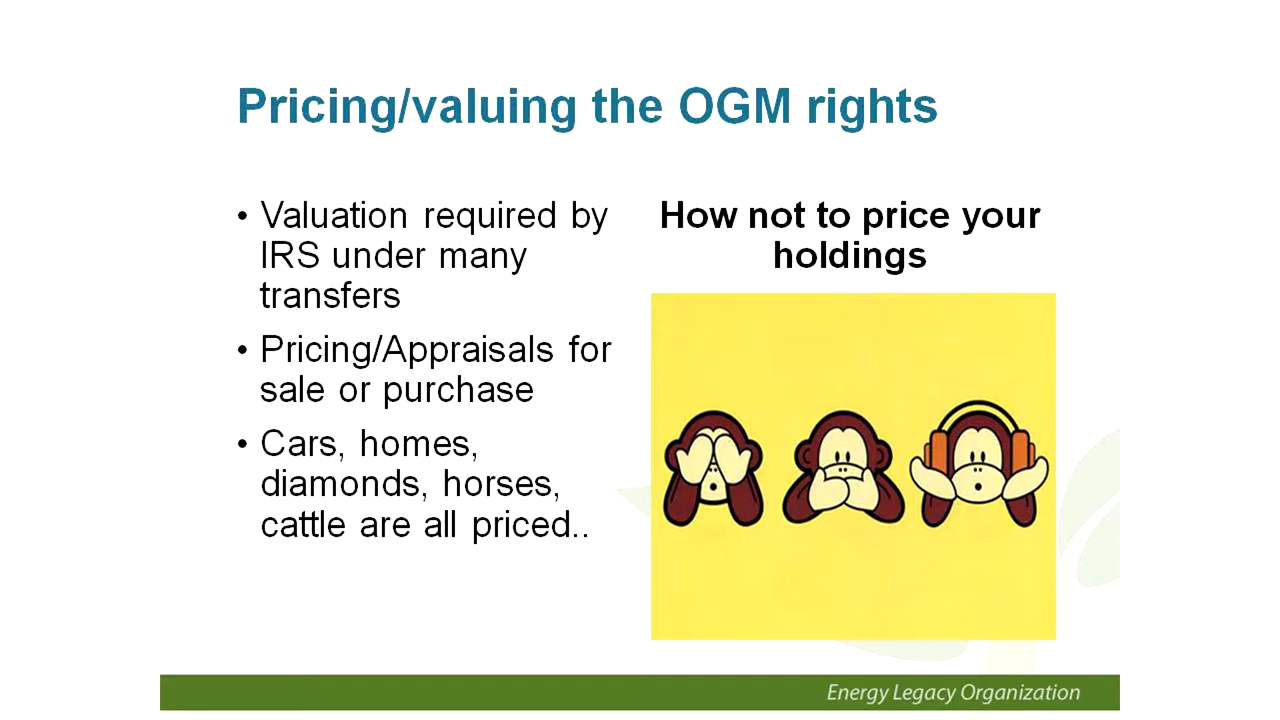 Pricing/valuing the OGM rights
• Valuation required by
IRS under many
transfers
• Pricing/Appraisals for
sale or purchase
• Cars, homes,
diamonds, horses,
cattle are all priced..
How not to price your
holdings
Energy Legacy Organization